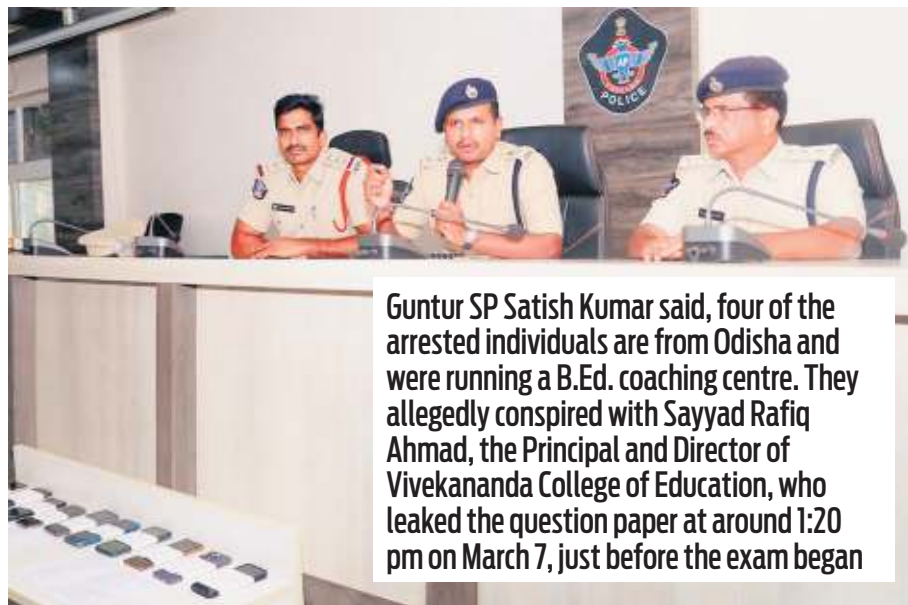 AP
POLICE
Guntur SP Satish Kumar said, four of the
arrested individuals are from Odisha and
were running a B.Ed. coaching centre. They
allegedly conspired with Sayyad Rafiq
Ahmad, the Principal and Director of
Vivekananda College of Education, who
leaked the question paper at around 1:20
pm on March 7, just before the exam began